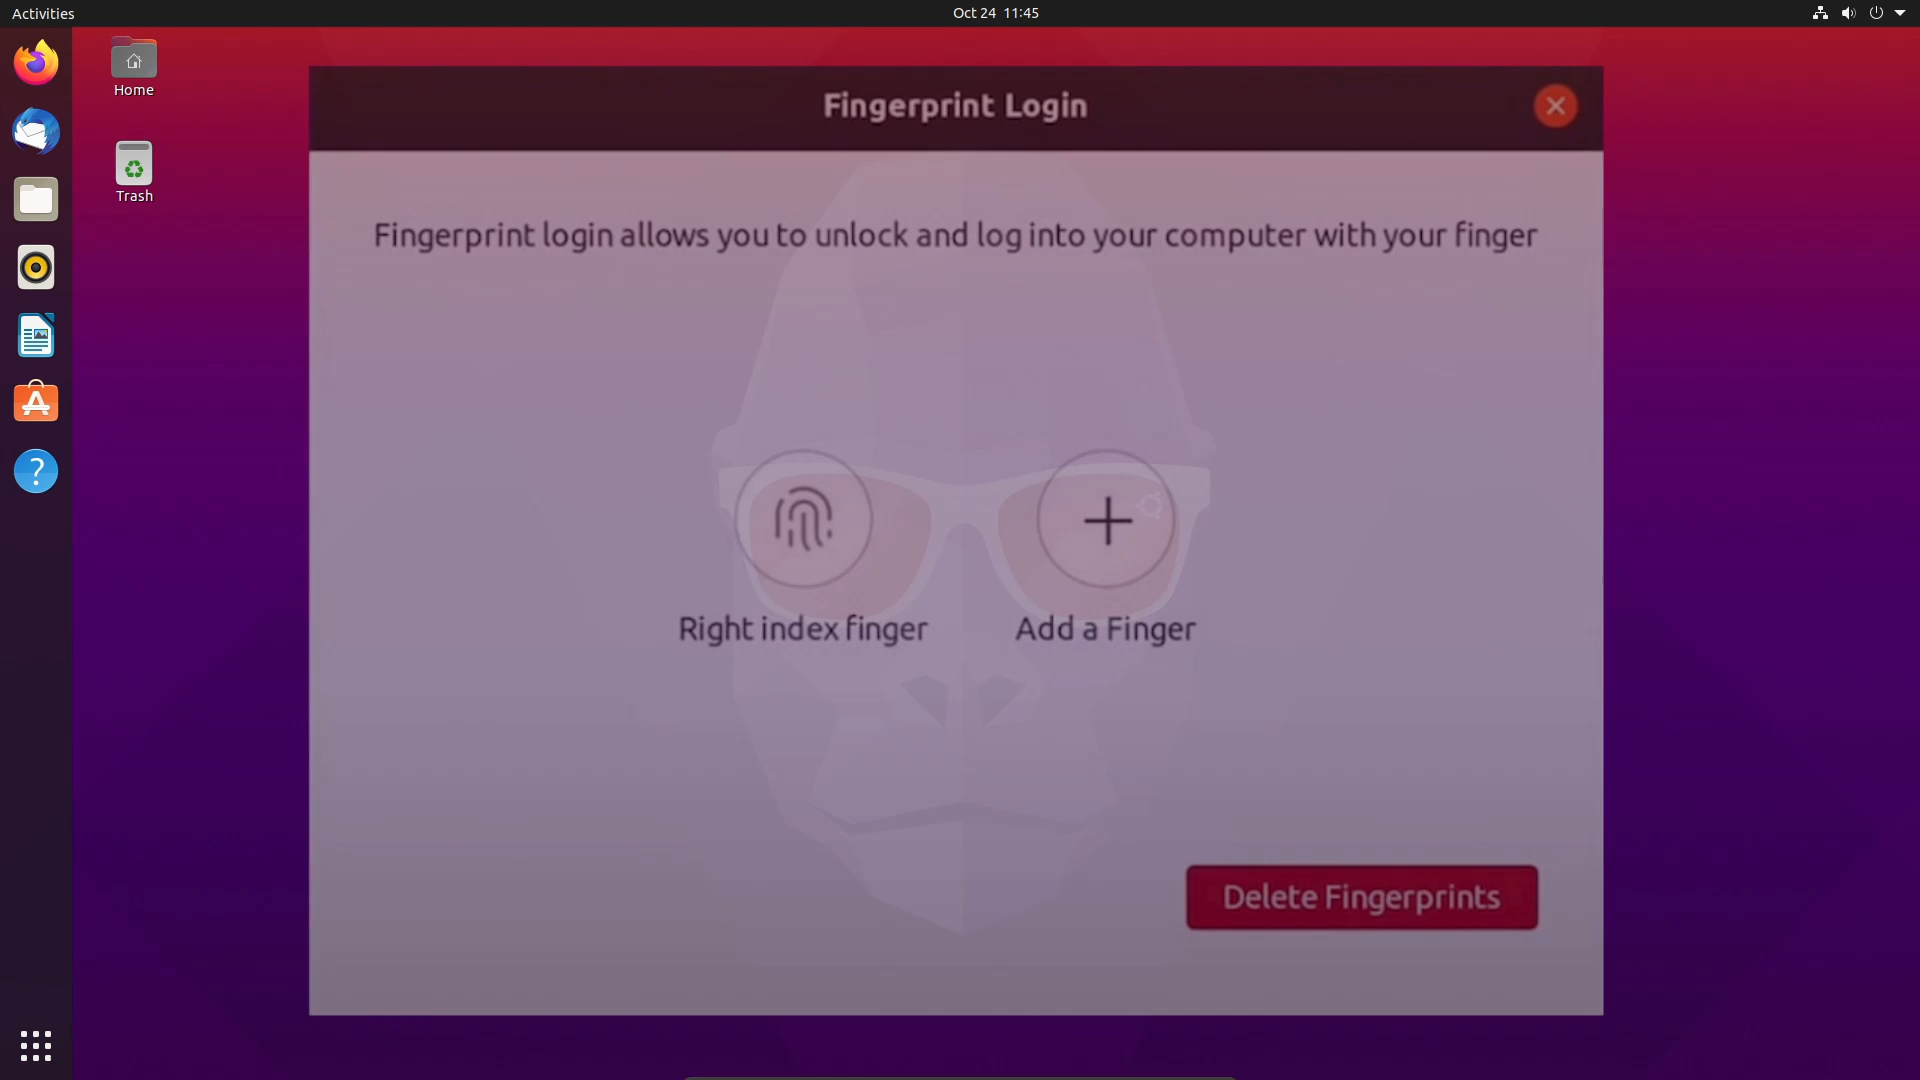 Activities
Oct 24 11:45
Home
Trash
Fingerprint Login
Fingerprint login allows you to unlock and log into your computer with your finger
Right index finger
Add a Finger
Delete Fingerprints